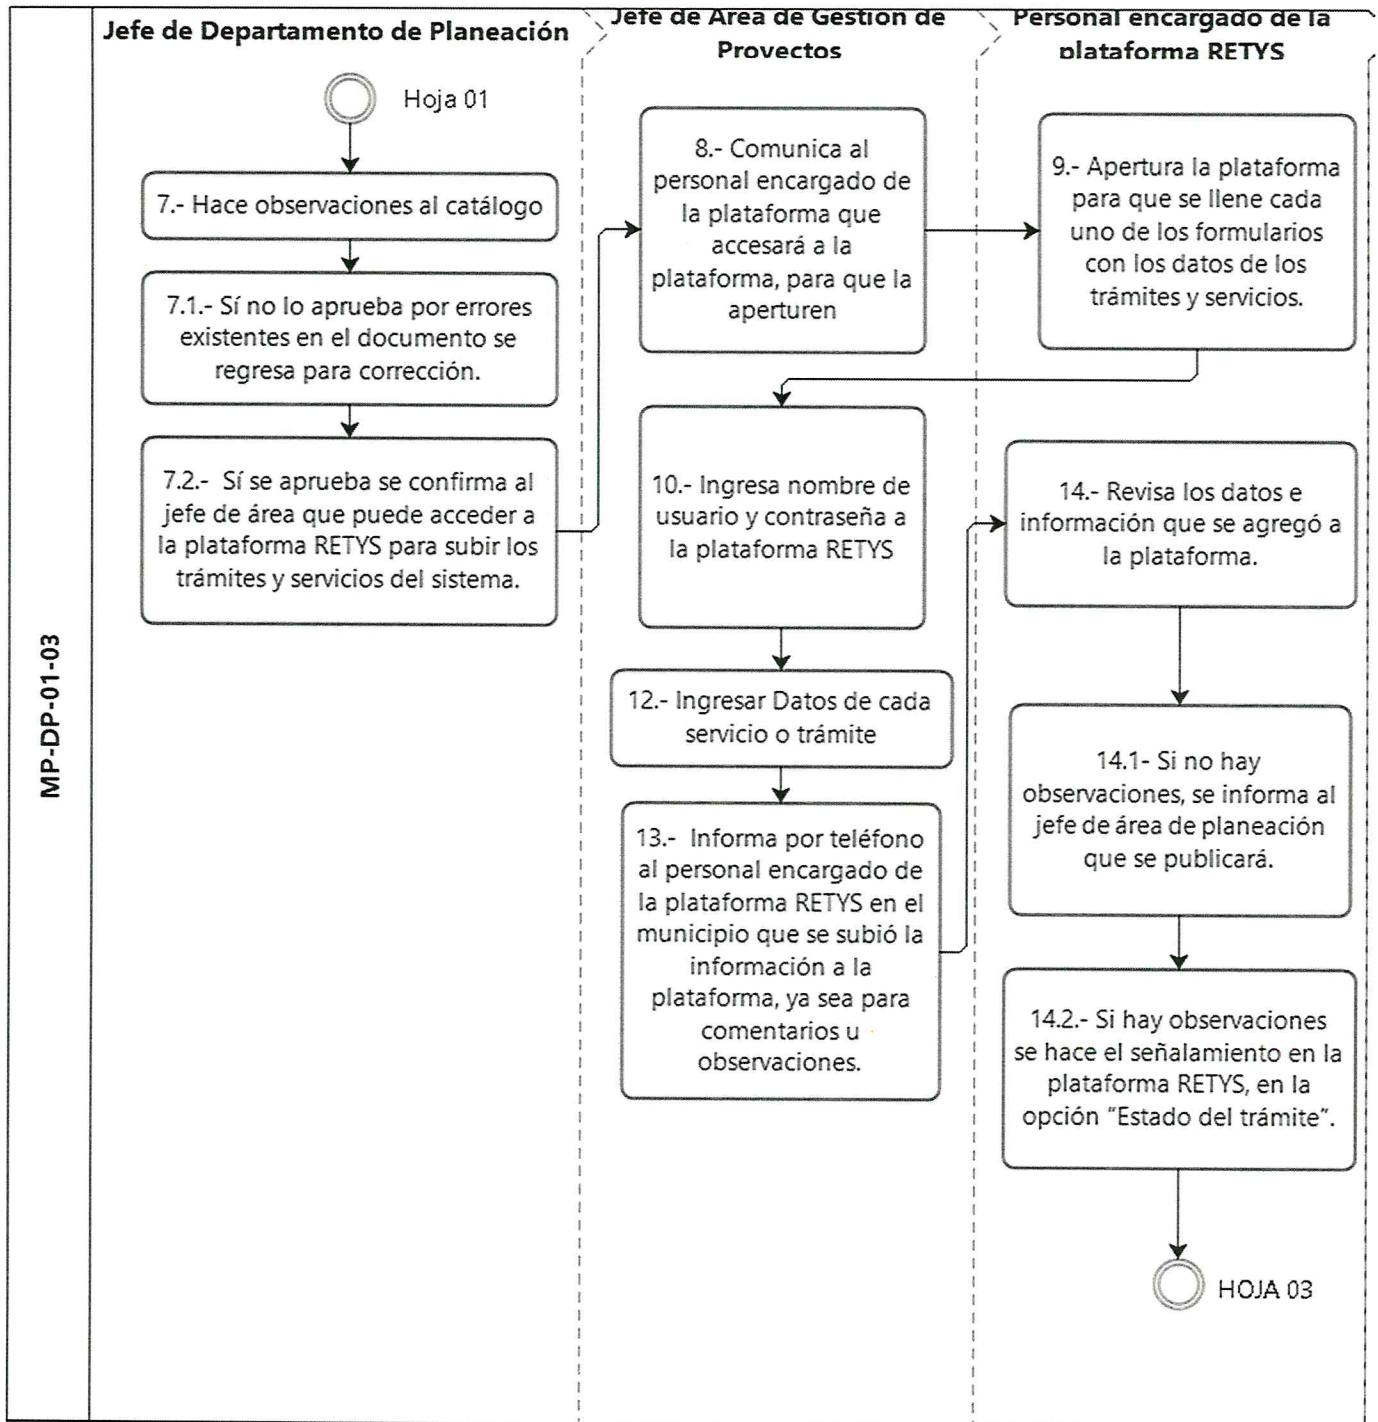 Jefe de Departamento de Planeación
Jefe de Área de Gestión de
Proyectos
Personal encargado de la
plataforma RETYS
MP-DP-01-03
Hoja 01
7.- Hace observaciones al catálogo
7.1.- Sí no lo aprueba por errores
existentes en el documento se
regresa para corrección.
7.2.- Sí se aprueba se confirma al
jefe de área que puede acceder a
la plataforma RETYS para subir los
trámites y servicios del sistema.
8.- Comunica al
personal encargado de
la plataforma que
accesará a la
plataforma, para que la
aperturen
9.- Apertura la plataforma
para que se llene cada
uno de los formularios
con los datos de los
trámites y servicios.
10.- Ingresa nombre de
usuario y contraseña a
la plataforma RETYS
12.- Ingresar Datos de cada
servicio o trámite
13.- Informa por teléfono
al personal encargado de
la plataforma RETYS en el
municipio que se subió la
información a la
plataforma, ya sea para
comentarios u
observaciones.
14.- Revisa los datos e
información que se agregó a
la plataforma.
14.1- Si no hay
observaciones, se informa al
jefe de área de planeación
que se publicará.
14.2.- Si hay observaciones
se hace el señalamiento en la
plataforma RETYS, en la
opción “Estado del trámite”.
HOJA 03